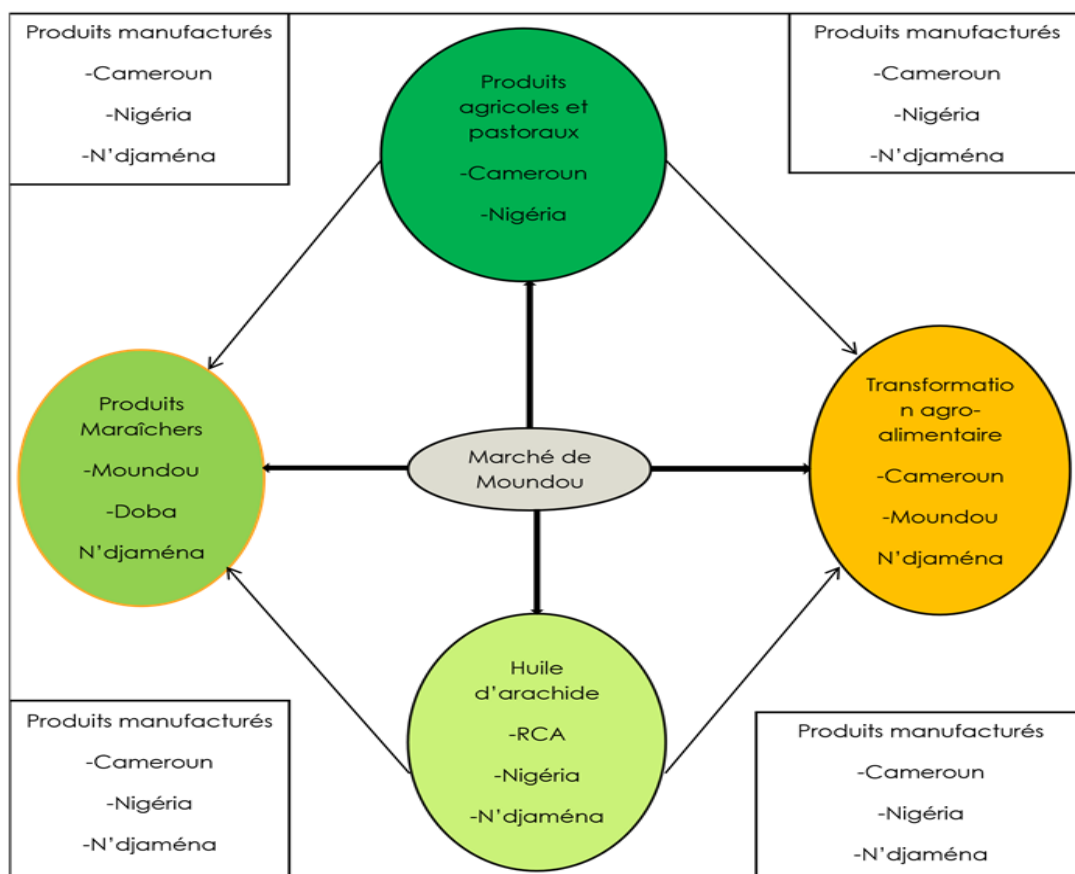 Produits manufacturés
-Cameroun
-Nigéria
-N'djaména
Produits
agricoles et
pastoraux
-Cameroun
-Nigéria
Produits manufacturés
-Cameroun
-Nigéria
-N'djaména
Produits
Maraîchers
-Moundou
-Doba
N'djaména
Marché de
Moundou
Transformatio
n agro-
alimentaire
-Cameroun
-Moundou
N'djaména
Produits manufacturés
-Cameroun
-Nigéria
-N'djaména
Huile
d'arachide
-RCA
-Nigéria
-N'djaména
Produits manufacturés
-Cameroun
-Nigéria
-N'djaména